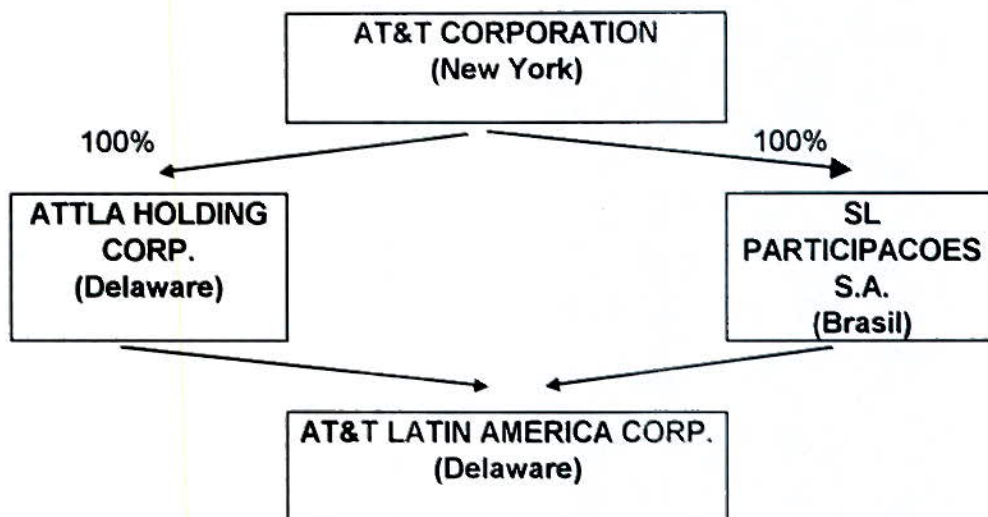 AT&T CORPORATION
(New York)
100%
100%
ATTLA HOLDING
CORP.
(Delaware)
SL
PARTICIPACOES
S.A.
(Brasil)
AT&T LATIN AMERICA CORP.
(Delaware)